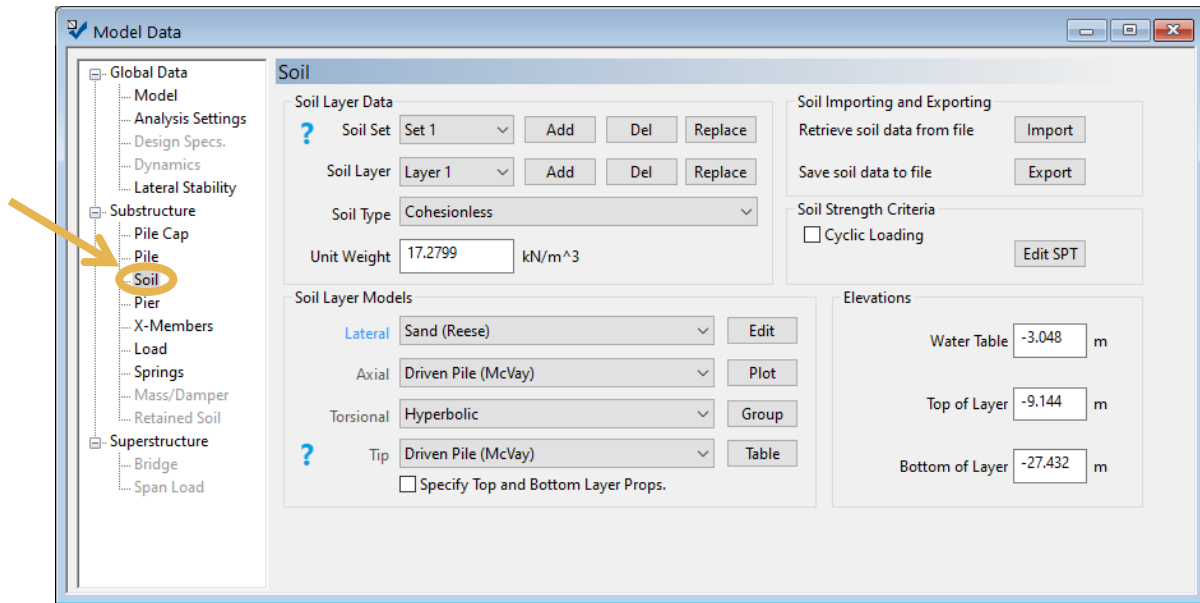 Model Data
Global Data
Model
Analysis Settings
Design Specs.
Dynamics
Lateral Stability
Substructure
Pile Cap
Pile
Soil
Pier
X-Members
Load
Springs
Mass/Damper
Retained Soil
Superstructure
Bridge
Span Load
Soil
Soil Layer Data
? Soil Set Set 1 Add Del Replace
Soil Layer Layer 1 Add Del Replace
Soil Type Cohesionless
Unit Weight 17.2799 kN/m^3
Soil Importing and Exporting
Retrieve soil data from file Import
Save soil data to file Export
Soil Strength Criteria
Cyclic Loading
Edit SPT
Soil Layer Models
Lateral Sand (Reese) Edit
Axial Driven Pile (McVay) Plot
Torsional Hyperbolic Group
? Tip Driven Pile (McVay) Table
Specify Top and Bottom Layer Props.
Elevations
Water Table -3.048 m
Top of Layer -9.144 m
Bottom of Layer -27.432 m